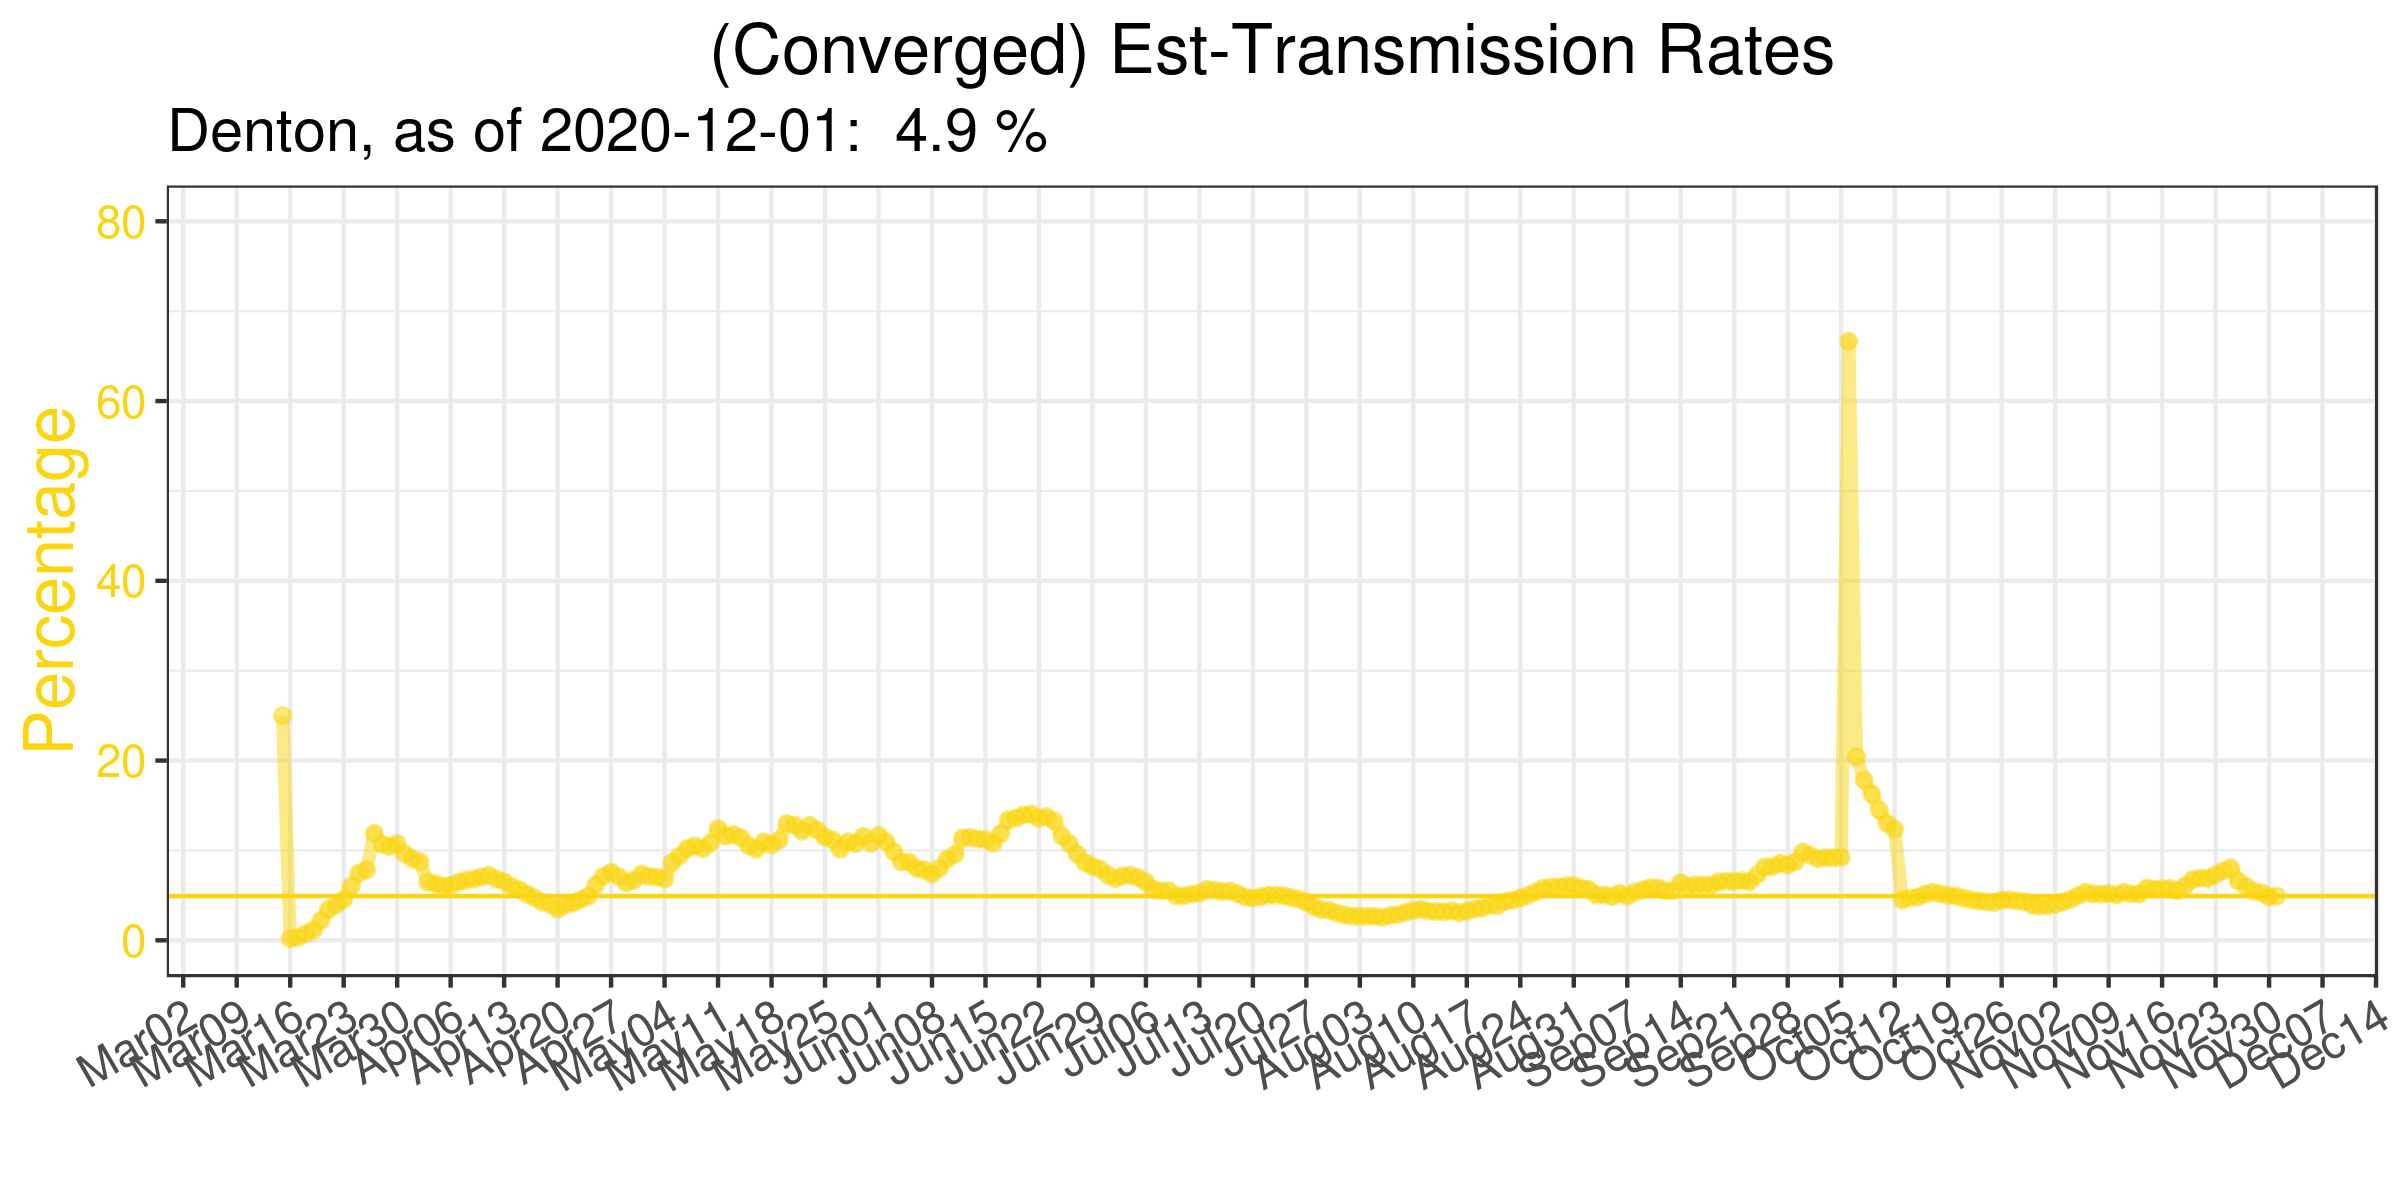 (Converged) Est-Transmission Rates
Denton, as of 2020-12-01:  4.9 %
Percentage
80
60
40
20
0
Mar02
Mar09
Mar16
Mar23
Mar30
Apr06
Apr13
Apr20
Apr27
May04
May11
May18
May25
Jun01
Jun08
Jun15
Jun22
Jun29
Jul06
Jul13
Jul20
Jul27
Aug03
Aug10
Aug17
Aug24
Aug31
Sep07
Sep14
Sep21
Sep28
Oct05
Oct12
Oct19
Oct26
Nov02
Nov09
Nov16
Nov23
Nov30
Dec07
Dec14